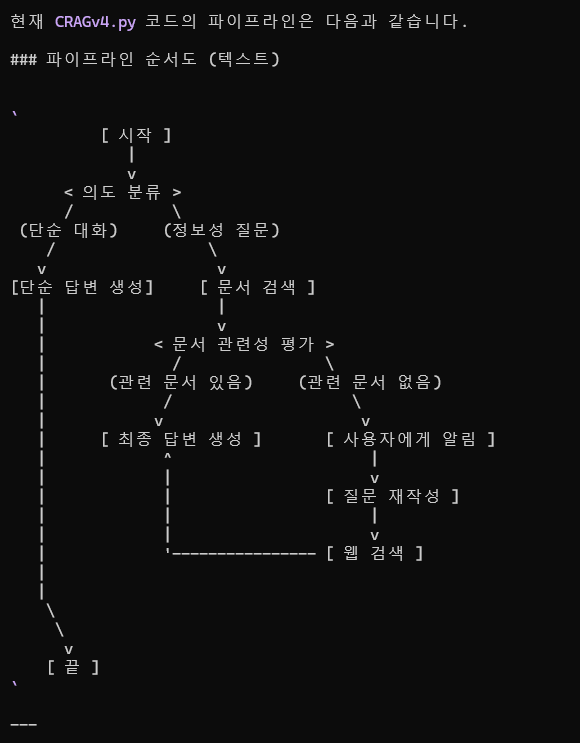 현재 CRAGv4.py 코드의 파이프라인은 다음과 같습니다.
### 파이프라인 순서도 (텍스트)
`
[ 시작 ]
|
v
< 의도 분류 >
/ \
(단순 대화) (정보성 질문)
/ \
v v
[단순 답변 생성] [ 문서 검색 ]
| |
| v
| < 문서 관련성 평가 >
| / \
| (관련 문서 있음) (관련 문서 없음)
| / \
| v v
| [ 최종 답변 생성 ] [ 사용자에게 알림 ]
| ^ |
| | v
| | [ 질문 재작성 ]
| | |
| | v
| '---------------- [ 웹 검색 ]
|
|
\
\
v
[ 끝 ]
`
---